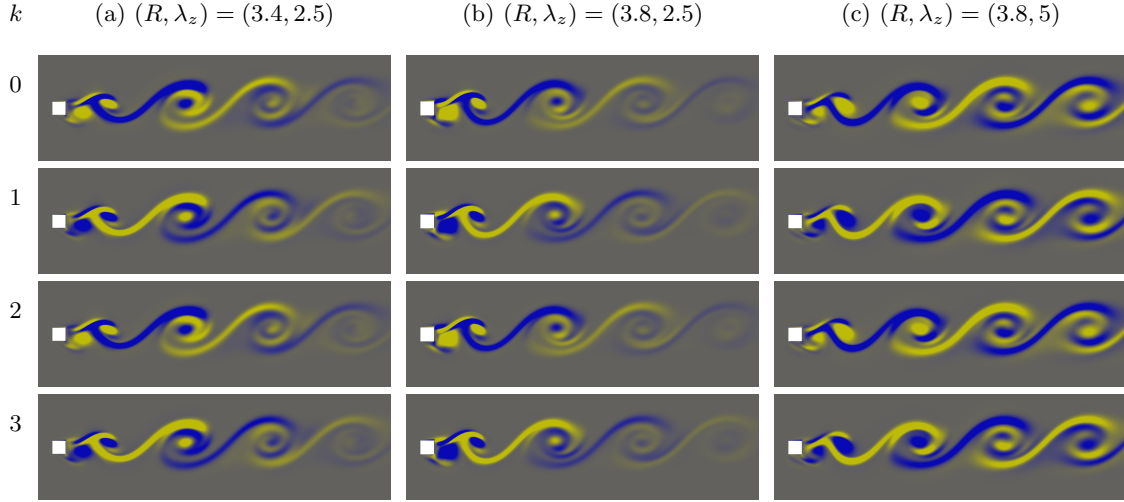 k (a) (R, λ_z) = (3.4, 2.5) (b) (R, λ_z) = (3.8, 2.5) (c) (R, λ_z) = (3.8, 5)
0
1
2
3